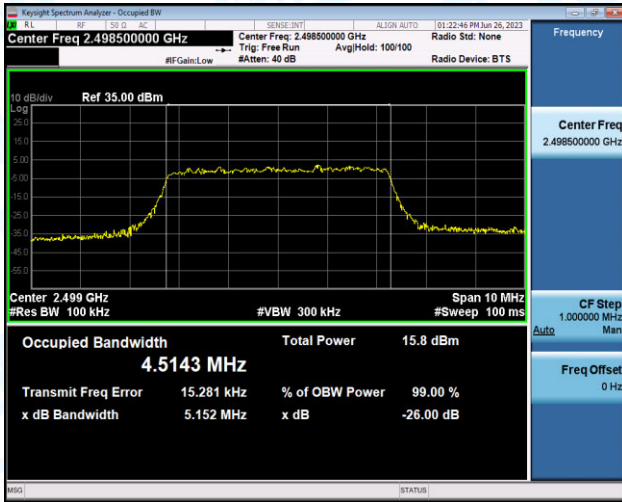 Keysight Spectrum Analyzer - Occupied BW
RL RF 50 Ω AC SENSE:INT ALIGN AUTO 01:22:46 PM Jun 26, 2023
Center Freq 2.498500000 GHz
Center Freq: 2.498500000 GHz Radio Std: None
Trig: Free Run Avg|Hold: 100/100
#IFGain:Low #Atten: 40 dB Radio Device: BTS
10 dB/div Ref 35.00 dBm
Log
25.0
15.0
5.00
-5.00
-15.0
-25.0
-35.0
-45.0
-55.0
Center 2.499 GHz Span 10 MHz
#Res BW 100 kHz #VBW 300 kHz #Sweep 100 ms
Occupied Bandwidth Total Power 15.8 dBm
4.5143 MHz
Transmit Freq Error 15.281 kHz % of OBW Power 99.00 %
x dB Bandwidth 5.152 MHz x dB -26.00 dB
MSG STATUS
Frequency
Center Freq
2.498500000 GHz
CF Step
1.000000 MHz
Auto Man
Freq Offset
0 Hz